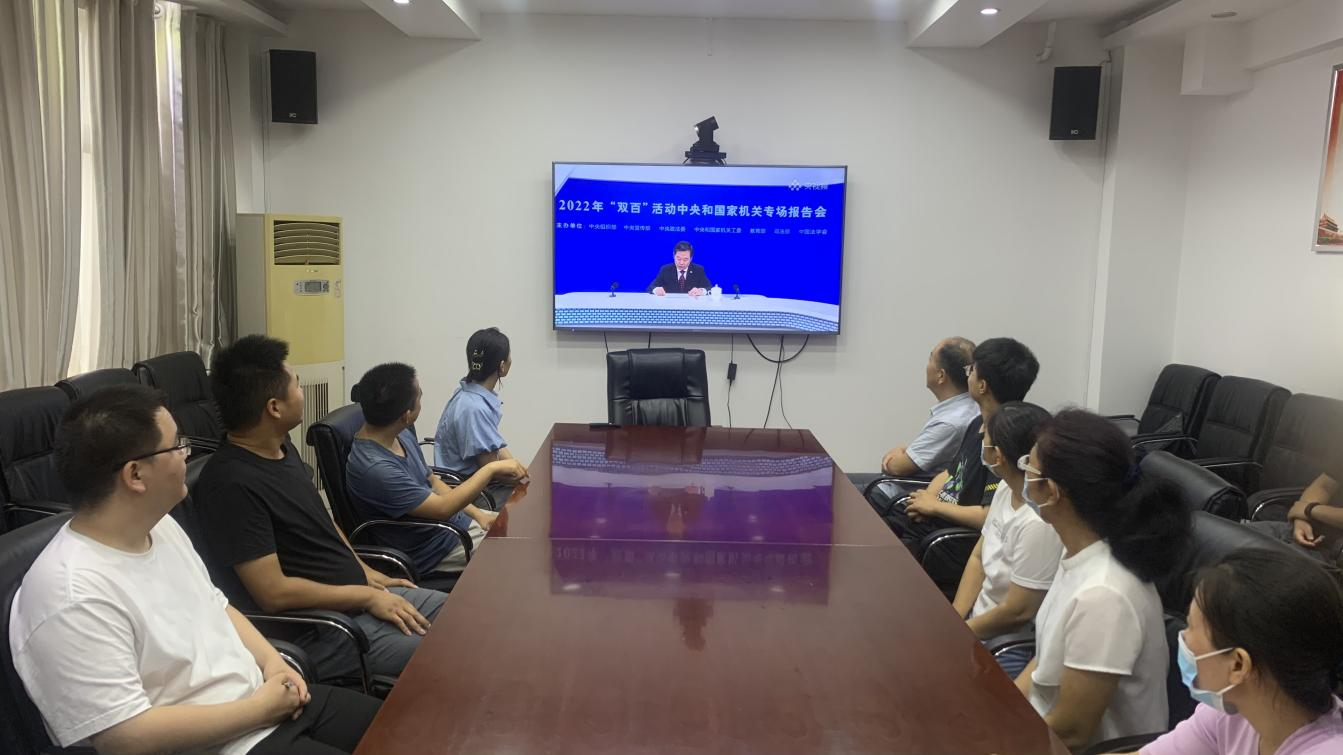 央视频
2022年“双百”活动中央和国家机关专场报告会
主办单位：中央组织部 中央宣传部 中央政法委 中央和国家机关工委 教育部 司法部 中国法学会